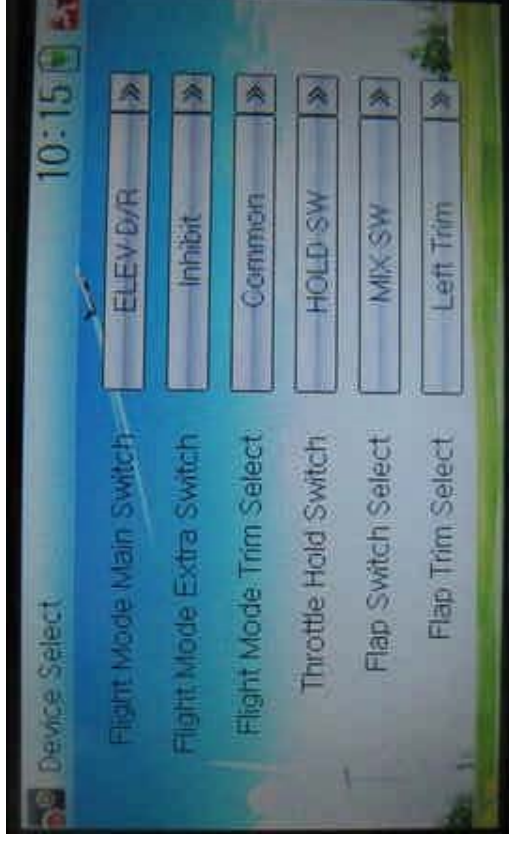 Device Select 10:15
Flight Mode Main Switch ELEV D/R
Flight Mode Extra Switch Inhibit
Flight Mode Trim Select Common
Throttle Hold Switch HOLD SW
Flap Switch Select MIX SW
Flap Trim Select Left Trim